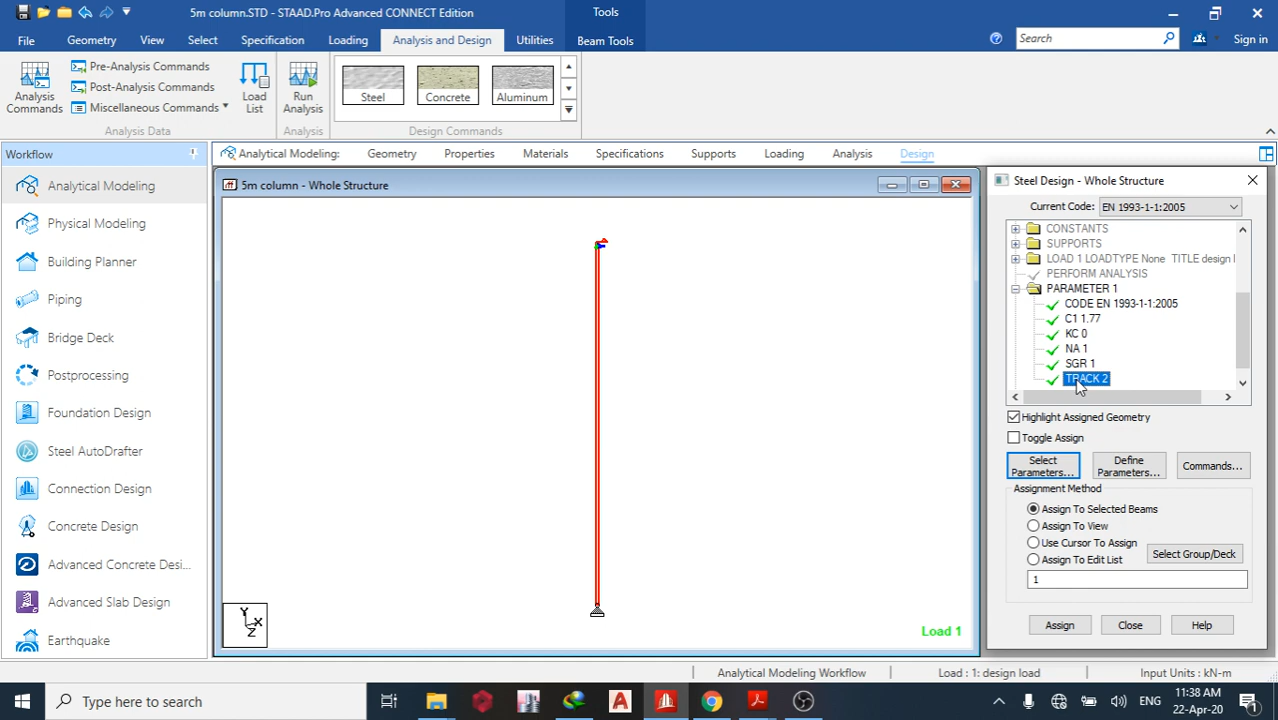 5m column.STD - STAAD.Pro Advanced CONNECT Edition
Tools
File
Geometry
View
Select
Specification
Loading
Analysis and Design
Utilities
Beam Tools
Search
Sign in
Analysis Commands
Pre-Analysis Commands
Post-Analysis Commands
Miscellaneous Commands
Load List
Run Analysis
Steel
Concrete
Aluminum
Analysis Data
Analysis
Design Commands
Workflow
Analytical Modeling
Physical Modeling
Building Planner
Piping
Bridge Deck
Postprocessing
Foundation Design
Steel AutoDrafter
Connection Design
Concrete Design
Advanced Concrete Desi...
Advanced Slab Design
Earthquake
Analytical Modeling:
Geometry
Properties
Materials
Specifications
Supports
Loading
Analysis
Design
5m column - Whole Structure
Y
X
Z
Load 1
Steel Design - Whole Structure
Current Code: EN 1993-1-1:2005
CONSTANTS
SUPPORTS
LOAD 1 LOADTYPE None TITLE design
PERFORM ANALYSIS
PARAMETER 1
CODE EN 1993-1-1:2005
C1 1.77
KC 0
NA 1
SGR 1
TRACK 2
Highlight Assigned Geometry
Toggle Assign
Select Parameters...
Define Parameters...
Commands...
Assignment Method
Assign To Selected Beams
Assign To View
Use Cursor To Assign
Select Group/Deck
Assign To Edit List
1
Assign
Close
Help
Analytical Modeling Workflow
Load : 1: design load
Input Units : kN-m
Type here to search
ENG
11:38 AM
22-Apr-20